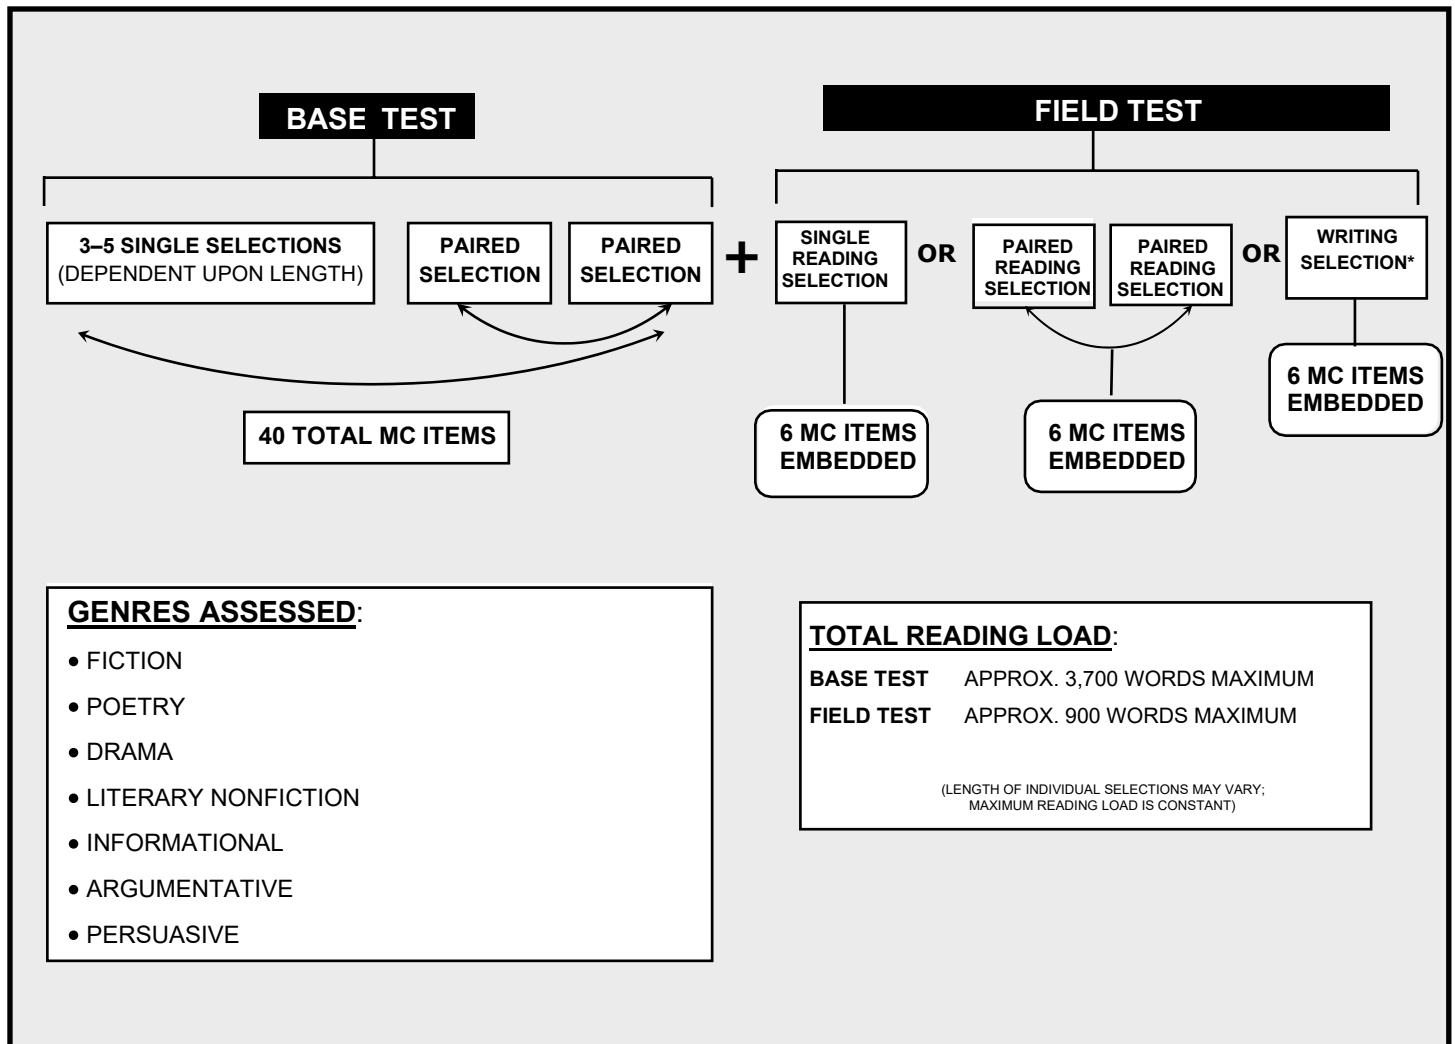 BASE TEST
FIELD TEST
3–5 SINGLE SELECTIONS
(DEPENDENT UPON LENGTH)
PAIRED
SELECTION
PAIRED
SELECTION
+
SINGLE
READING
SELECTION
OR
PAIRED
READING
SELECTION
PAIRED
READING
SELECTION
OR
WRITING
SELECTION*
40 TOTAL MC ITEMS
6 MC ITEMS
EMBEDDED
6 MC ITEMS
EMBEDDED
6 MC ITEMS
EMBEDDED
GENRES ASSESSED:
• FICTION
• POETRY
• DRAMA
• LITERARY NONFICTION
• INFORMATIONAL
• ARGUMENTATIVE
• PERSUASIVE
TOTAL READING LOAD:
BASE TEST APPROX. 3,700 WORDS MAXIMUM
FIELD TEST APPROX. 900 WORDS MAXIMUM
(LENGTH OF INDIVIDUAL SELECTIONS MAY VARY;
MAXIMUM READING LOAD IS CONSTANT)